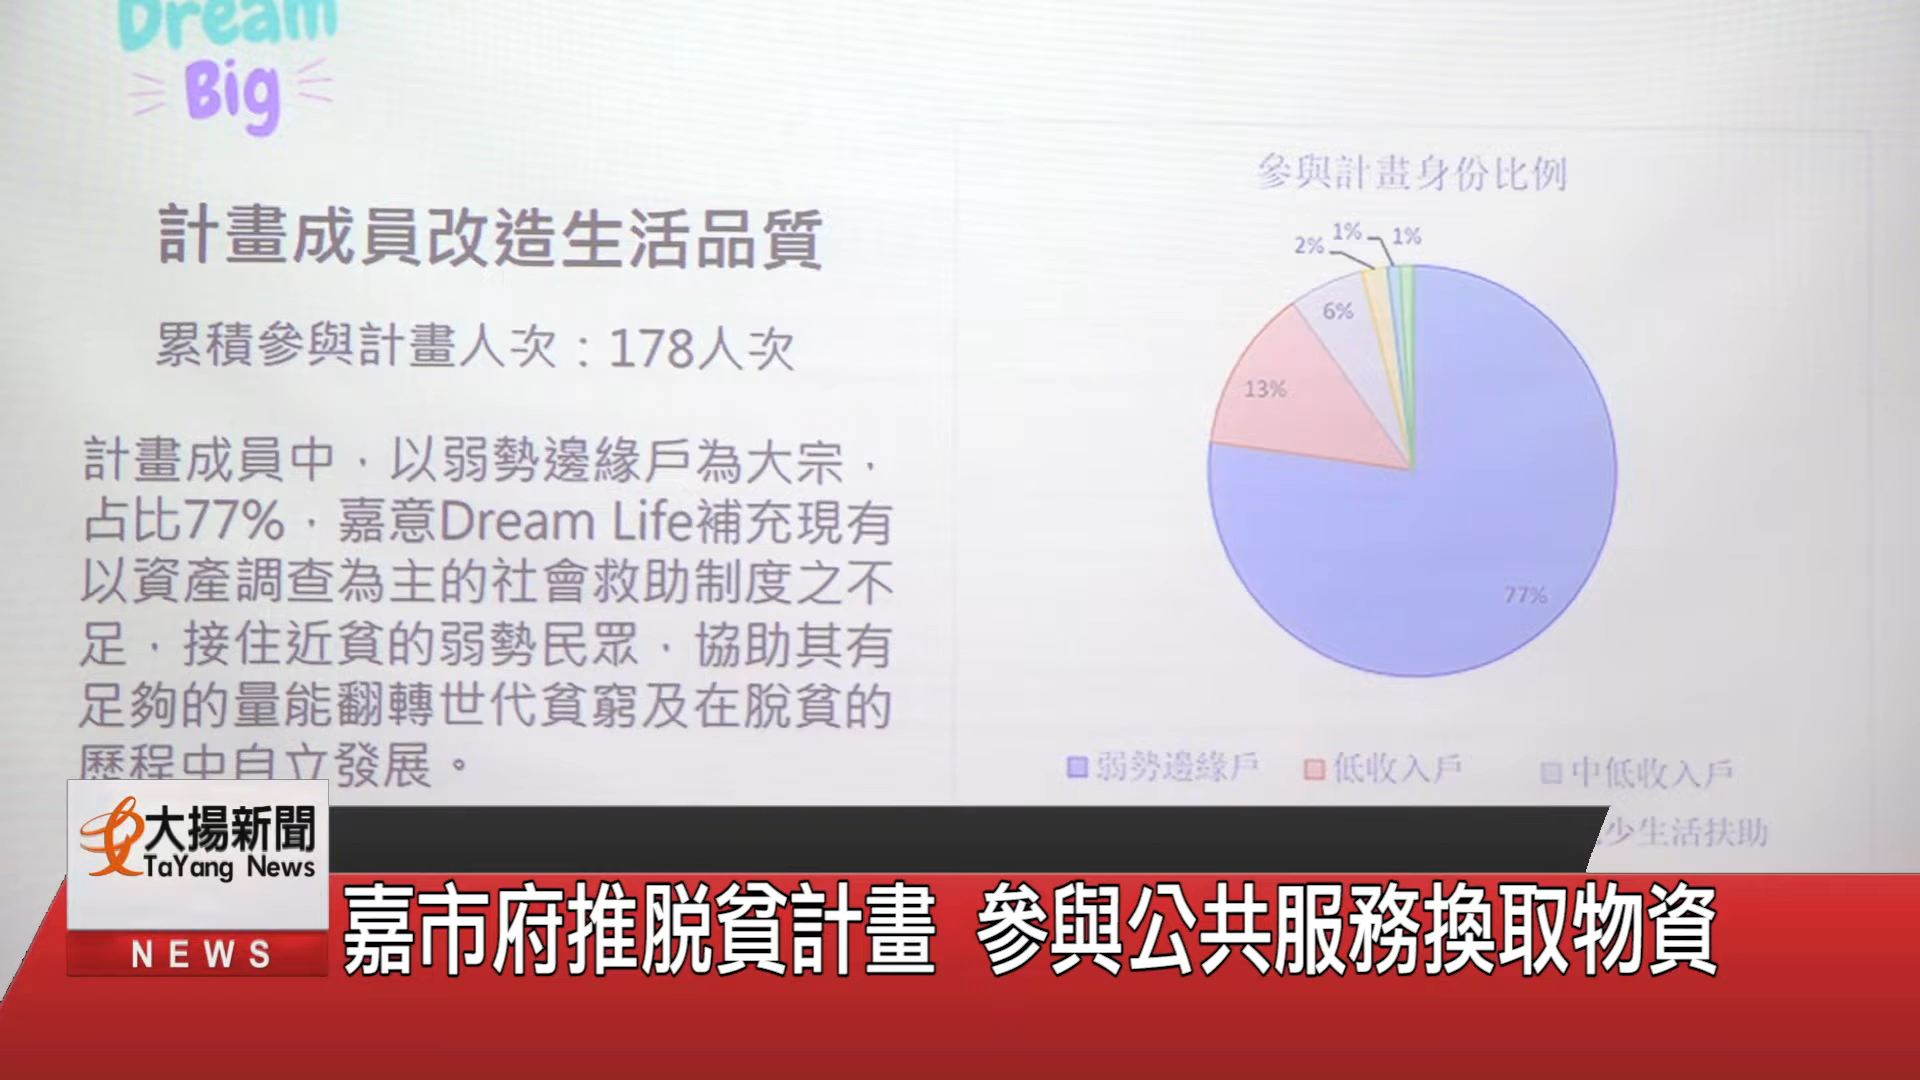 Dream
Big
計畫成員改造生活品質
累積參與計畫人次：178人次
計畫成員中，以弱勢邊緣戶為大宗，
占比77%，嘉意Dream Life補充現有
以資產調查為主的社會救助制度之不
足，接住近貧的弱勢民眾，協助其有
足夠的量能翻轉世代貧窮及在脫貧的
歷程中自立發展。
參與計畫身份比例
2% 1% 1%
6%
13%
77%
弱勢邊緣戶 低收入戶 中低收入戶
少生活扶助
大揚新聞
TaYang News
NEWS
嘉市府推脫貧計畫 參與公共服務換取物資